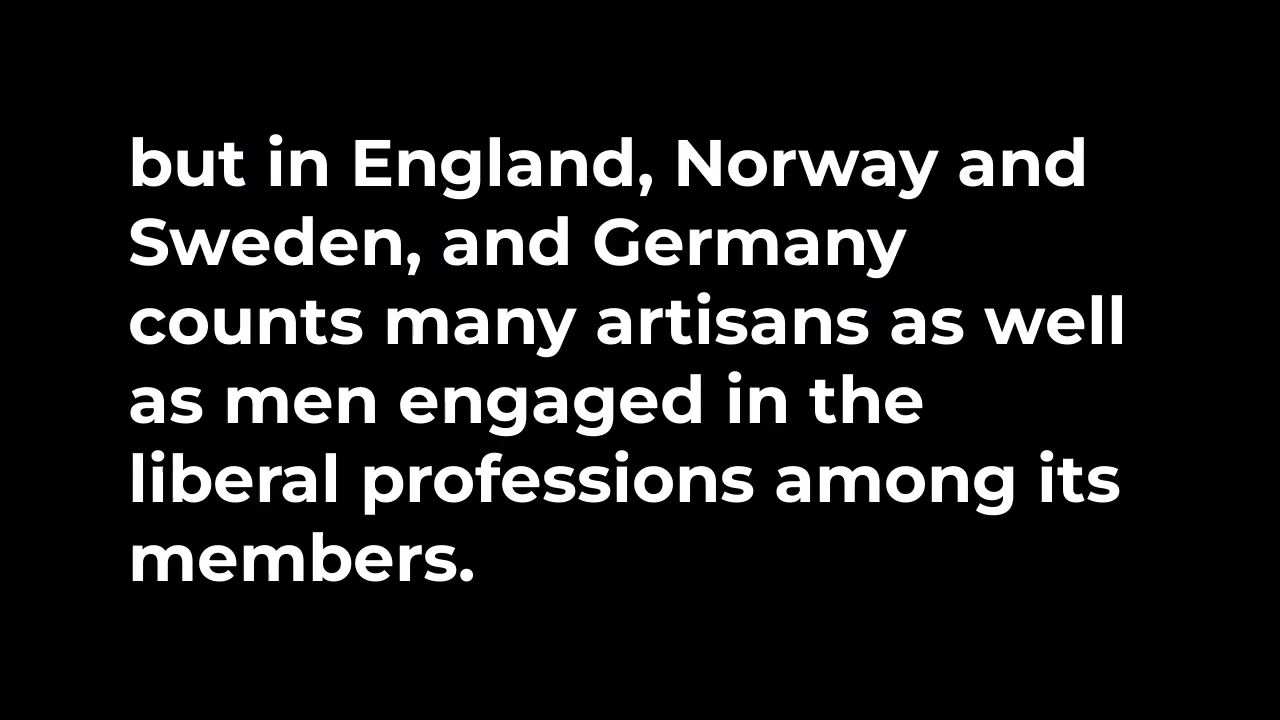 but in England, Norway and
Sweden, and Germany
counts many artisans as well
as men engaged in the
liberal professions among its
members.